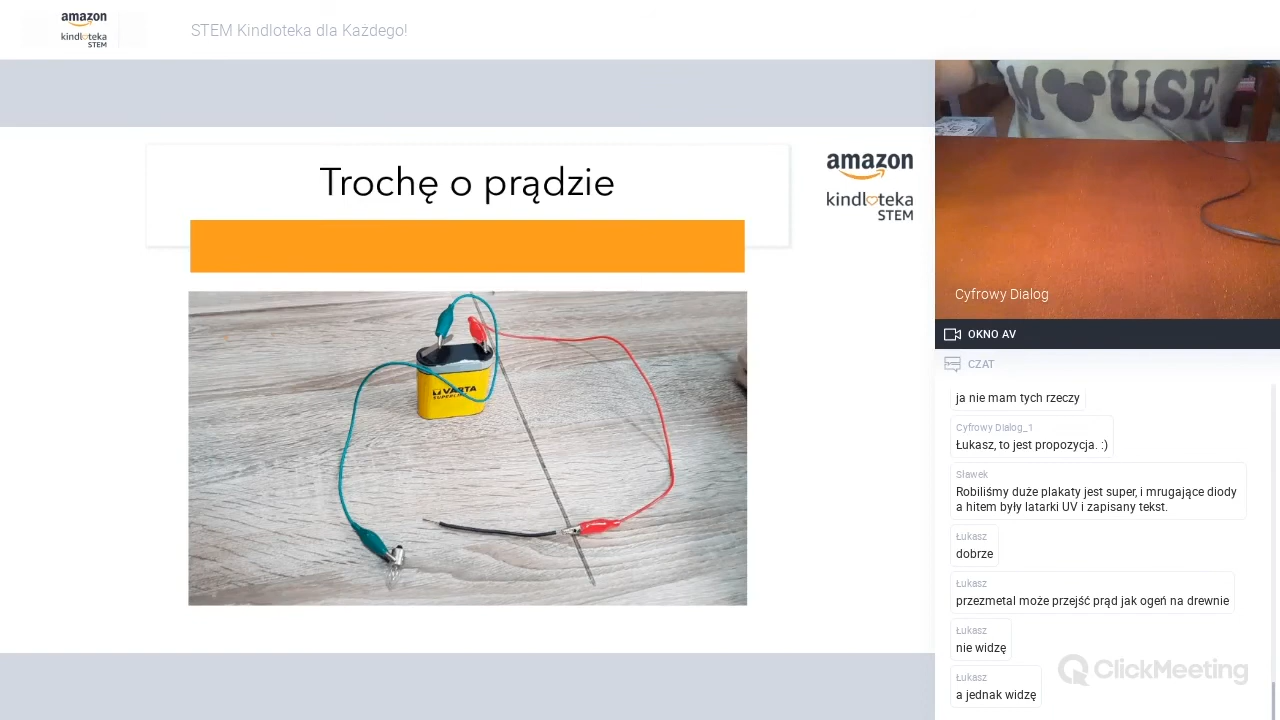 amazon
kindloteka
STEM
STEM Kindloteka dla Każdego!
Trochę o prądzie
amazon
kindloteka
STEM
VARTA
SUPERLIFE
MOUSE
Cyfrowy Dialog
OKNO AV
CZAT
ja nie mam tych rzeczy
Cyfrowy Dialog_1
Łukasz, to jest propozycja. :)
Sławek
Robiliśmy duże plakaty jest super, i mrugające diody
a hitem były latarki UV i zapisany tekst.
Łukasz
dobrze
Łukasz
przezmetal może przejść prąd jak ogeń na drewnie
Łukasz
nie widzę
Łukasz
a jednak widzę
ClickMeeting